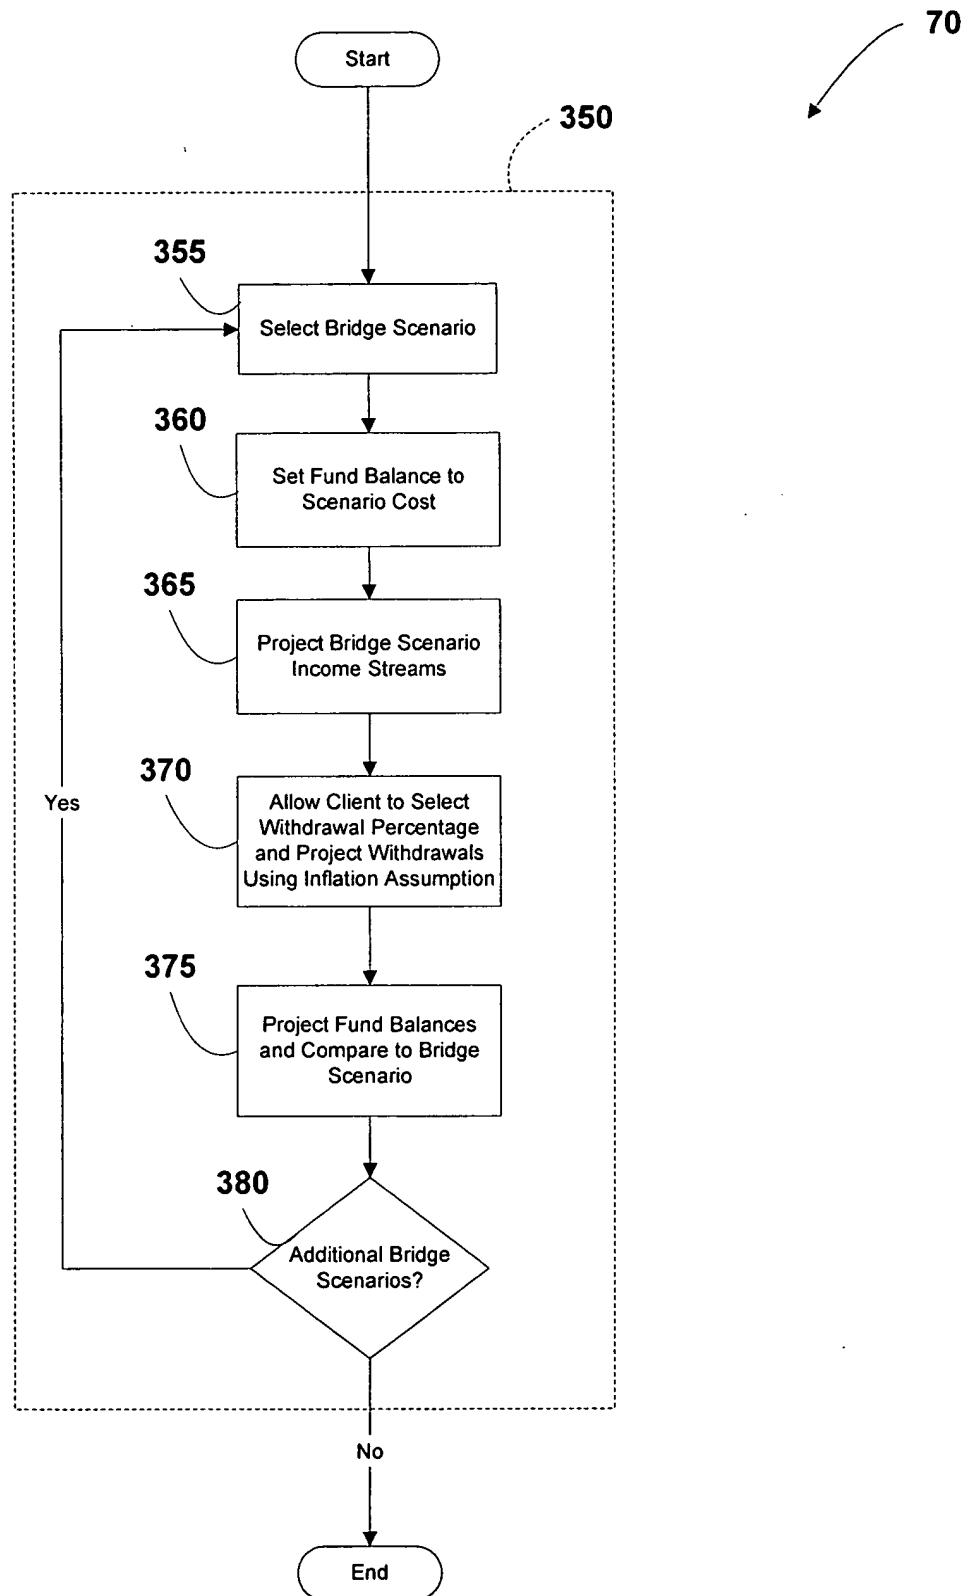 70
Start
350
355
Select Bridge Scenario
360
Set Fund Balance to
Scenario Cost
365
Project Bridge Scenario
Income Streams
370
Allow Client to Select
Withdrawal Percentage
and Project Withdrawals
Using Inflation Assumption
Yes
375
Project Fund Balances
and Compare to Bridge
Scenario
380
Additional Bridge
Scenarios?
No
End